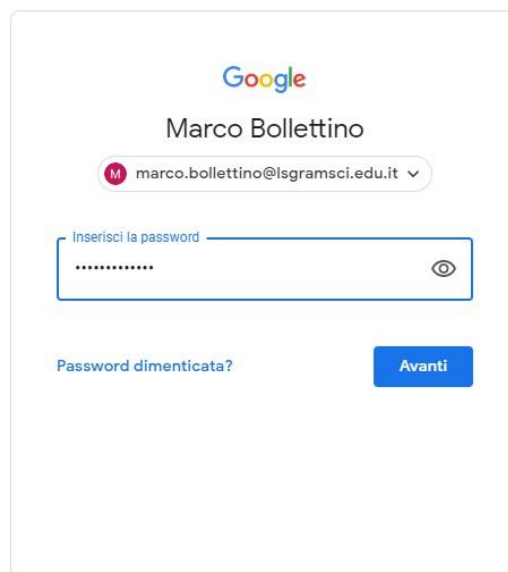 Google
Marco Bollettino
M marco.bollettino@lsgramsci.edu.it
Inserisci la password
•••••••••••••
Password dimenticata? Avanti